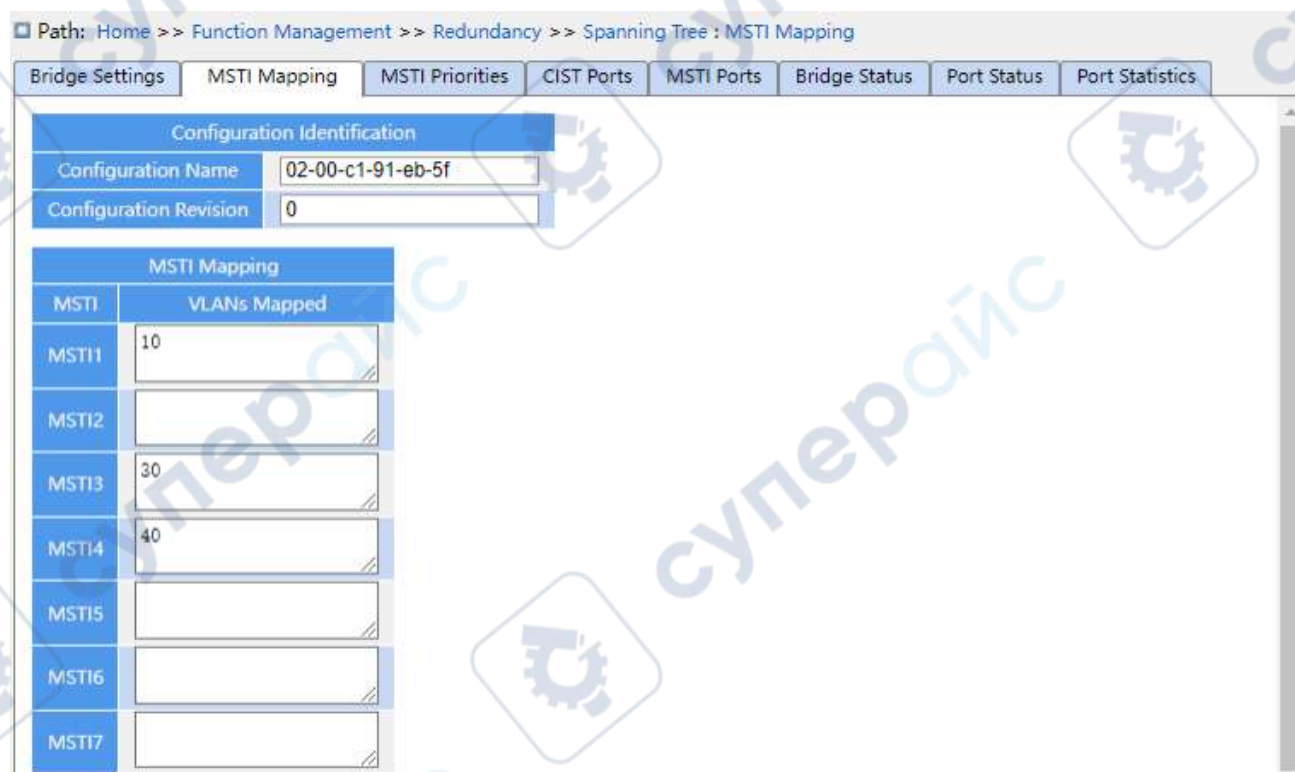 Path: Home >> Function Management >> Redundancy >> Spanning Tree : MSTI Mapping
Bridge Settings MSTI Mapping MSTI Priorities CIST Ports MSTI Ports Bridge Status Port Status Port Statistics
Configuration Identification
Configuration Name 02-00-c1-91-eb-5f
Configuration Revision 0
MSTI Mapping
MSTI VLANs Mapped
MSTI1 10
MSTI2
MSTI3 30
MSTI4 40
MSTI5
MSTI6
MSTI7
суперайс
суперайс